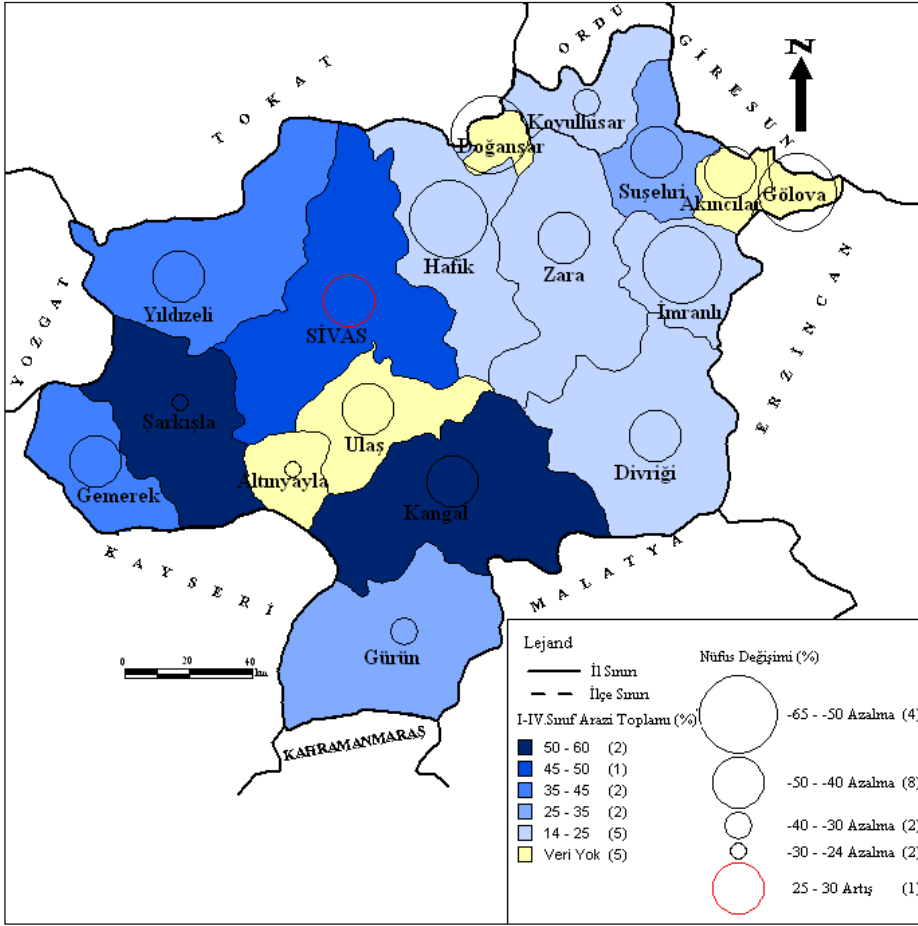 ORDU
GİRESUN
TOKAT
N
Koyulhisar
Doğanşar
Suşehri
Akıncılar
Gölova
Hafik
Zara
İmranlı
Yıldızeli
SİVAS
YOZGAT
ERZİNCAN
Şarkışla
Ulaş
Gemerek
Altınyayla
Divriği
Kangal
KAYSERİ
MALATYA
Gürün
0 20 40
km
KAHRAMANMARAŞ
Lejand
İl Sınırı
İlçe Sınırı
I-IV.Sınıf Arazi Toplamı (%)
50 - 60 (2)
45 - 50 (1)
35 - 45 (2)
25 - 35 (2)
14 - 25 (5)
Veri Yok (5)
Nüfus Değişimi (%)
-65 - -50 Azalma (4)
-50 - -40 Azalma (8)
-40 - -30 Azalma (2)
-30 - -24 Azalma (2)
25 - 30 Artış (1)